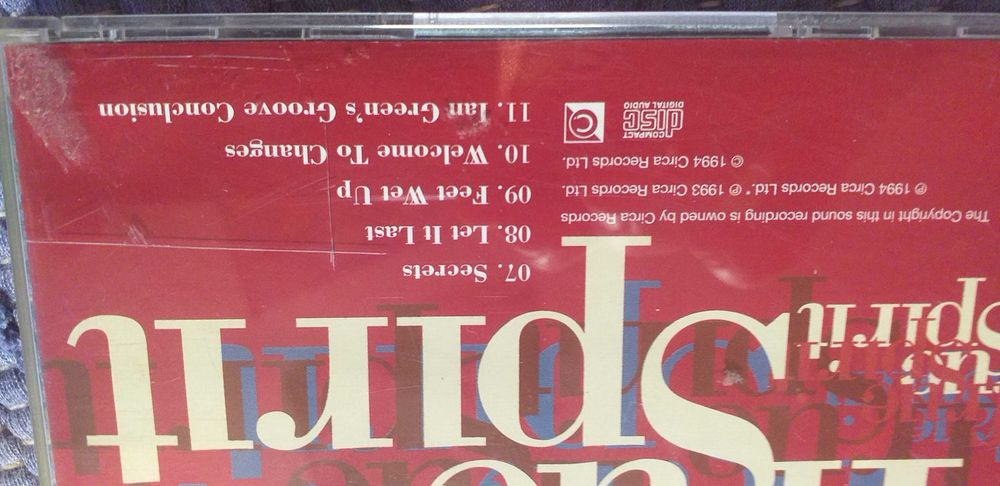 Spirit
spirit
07. Secrets
08. Let It Last
09. Feet Wet Up
10. Welcome To Changes
11. Ian Green's Groove Conclusion
The Copyright in this sound recording is owned by Circa Records
℗ 1994 Circa Records Ltd. * ℗ 1993 Circa Records Ltd.
© 1994 Circa Records Ltd.
COMPACT
disc
DIGITAL AUDIO